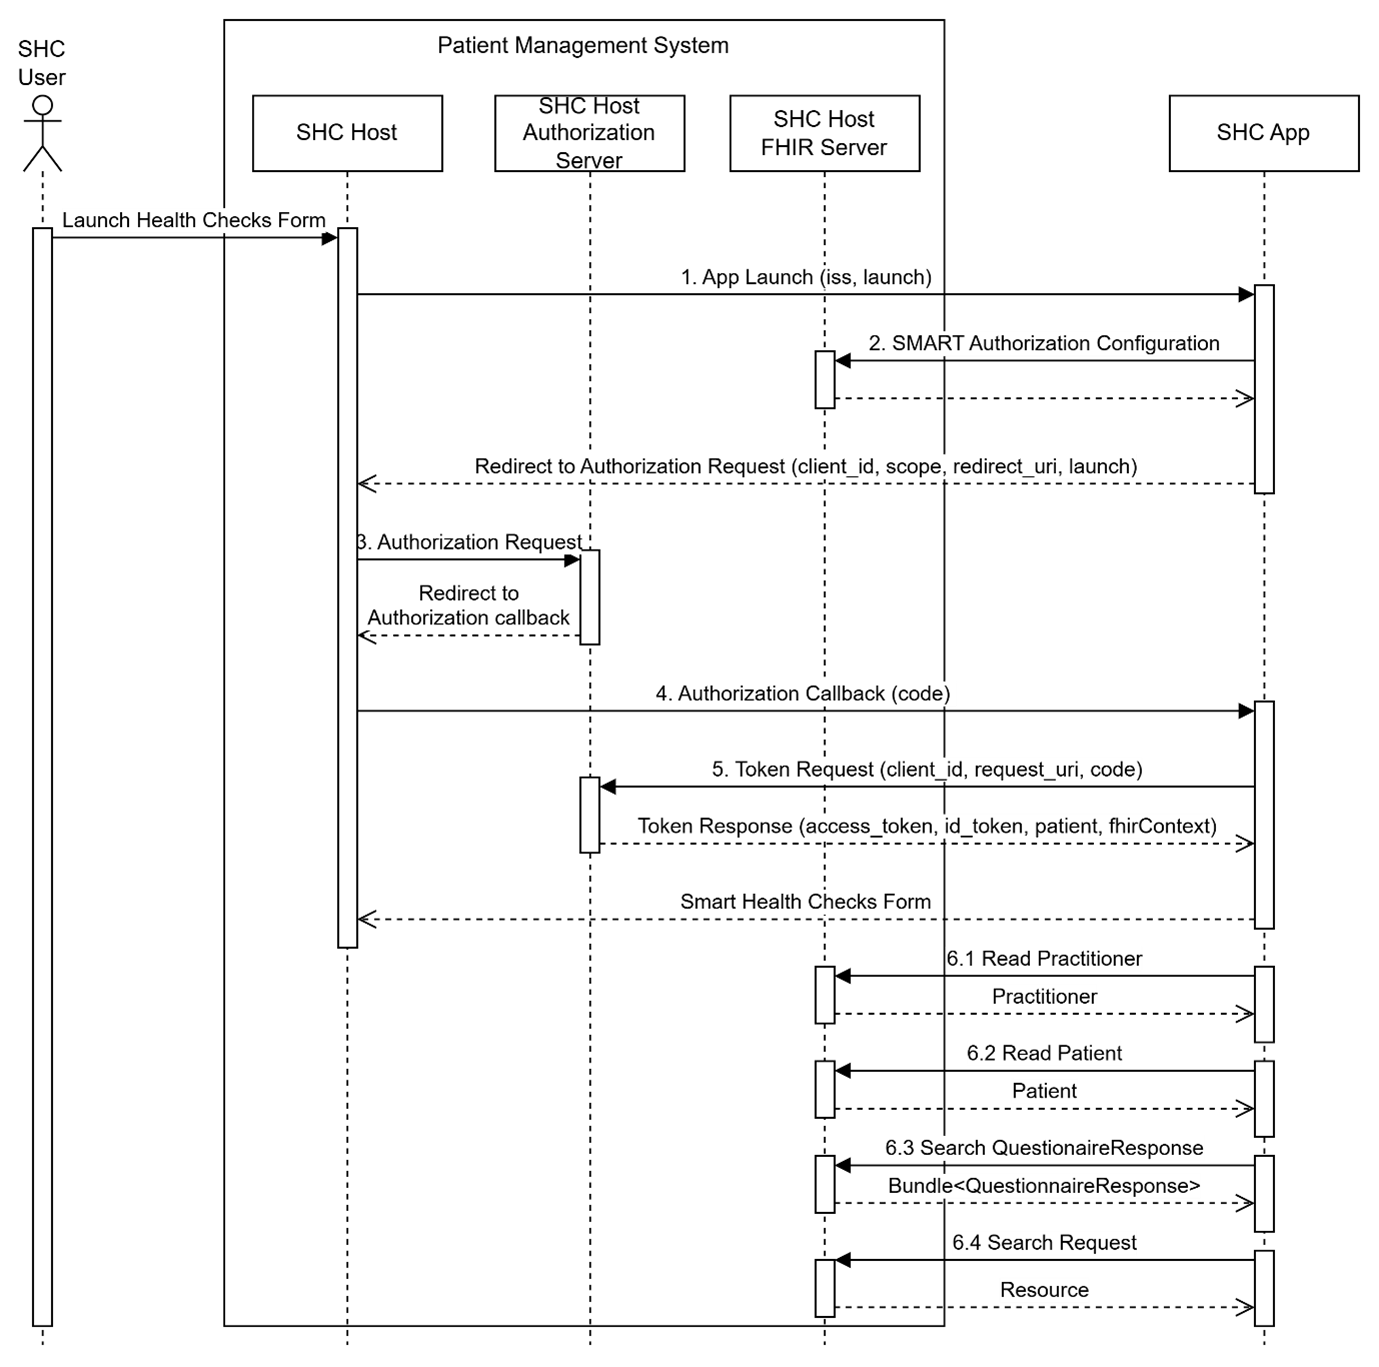 SHC
User
Patient Management System
SHC Host
SHC Host
Authorization
Server
SHC Host
FHIR Server
SHC App
Launch Health Checks Form
1. App Launch (iss, launch)
2. SMART Authorization Configuration
Redirect to Authorization Request (client_id, scope, redirect_uri, launch)
3. Authorization Request
Redirect to
Authorization callback
4. Authorization Callback (code)
5. Token Request (client_id, request_uri, code)
Token Response (access_token, id_token, patient, fhirContext)
Smart Health Checks Form
6.1 Read Practitioner
Practitioner
6.2 Read Patient
Patient
6.3 Search QuestionaireResponse
Bundle<QuestionnaireResponse>
6.4 Search Request
Resource